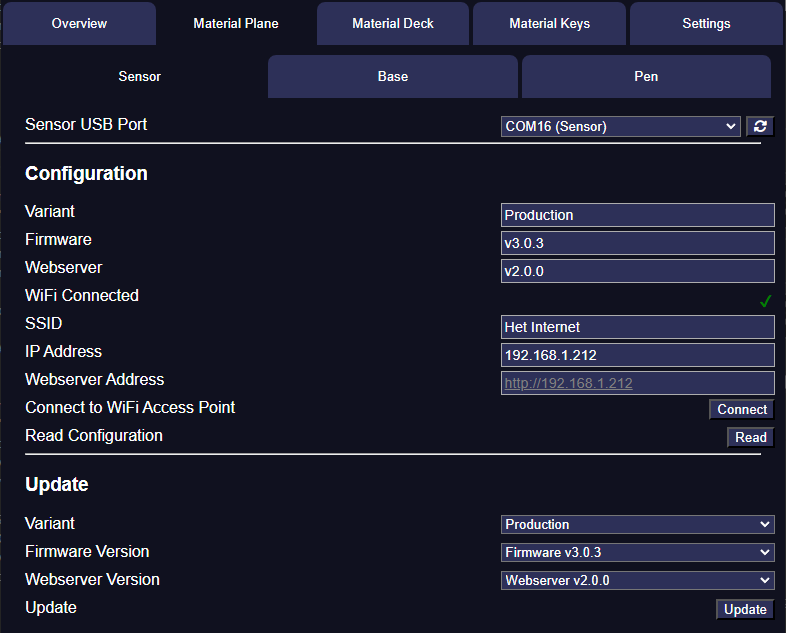 Overview Material Plane Material Deck Material Keys Settings
Sensor Base Pen
Sensor USB Port COM16 (Sensor)
Configuration
Variant Production
Firmware v3.0.3
Webserver v2.0.0
WiFi Connected
SSID Het Internet
IP Address 192.168.1.212
Webserver Address http://192.168.1.212
Connect to WiFi Access Point Connect
Read Configuration Read
Update
Variant Production
Firmware Version Firmware v3.0.3
Webserver Version Webserver v2.0.0
Update Update